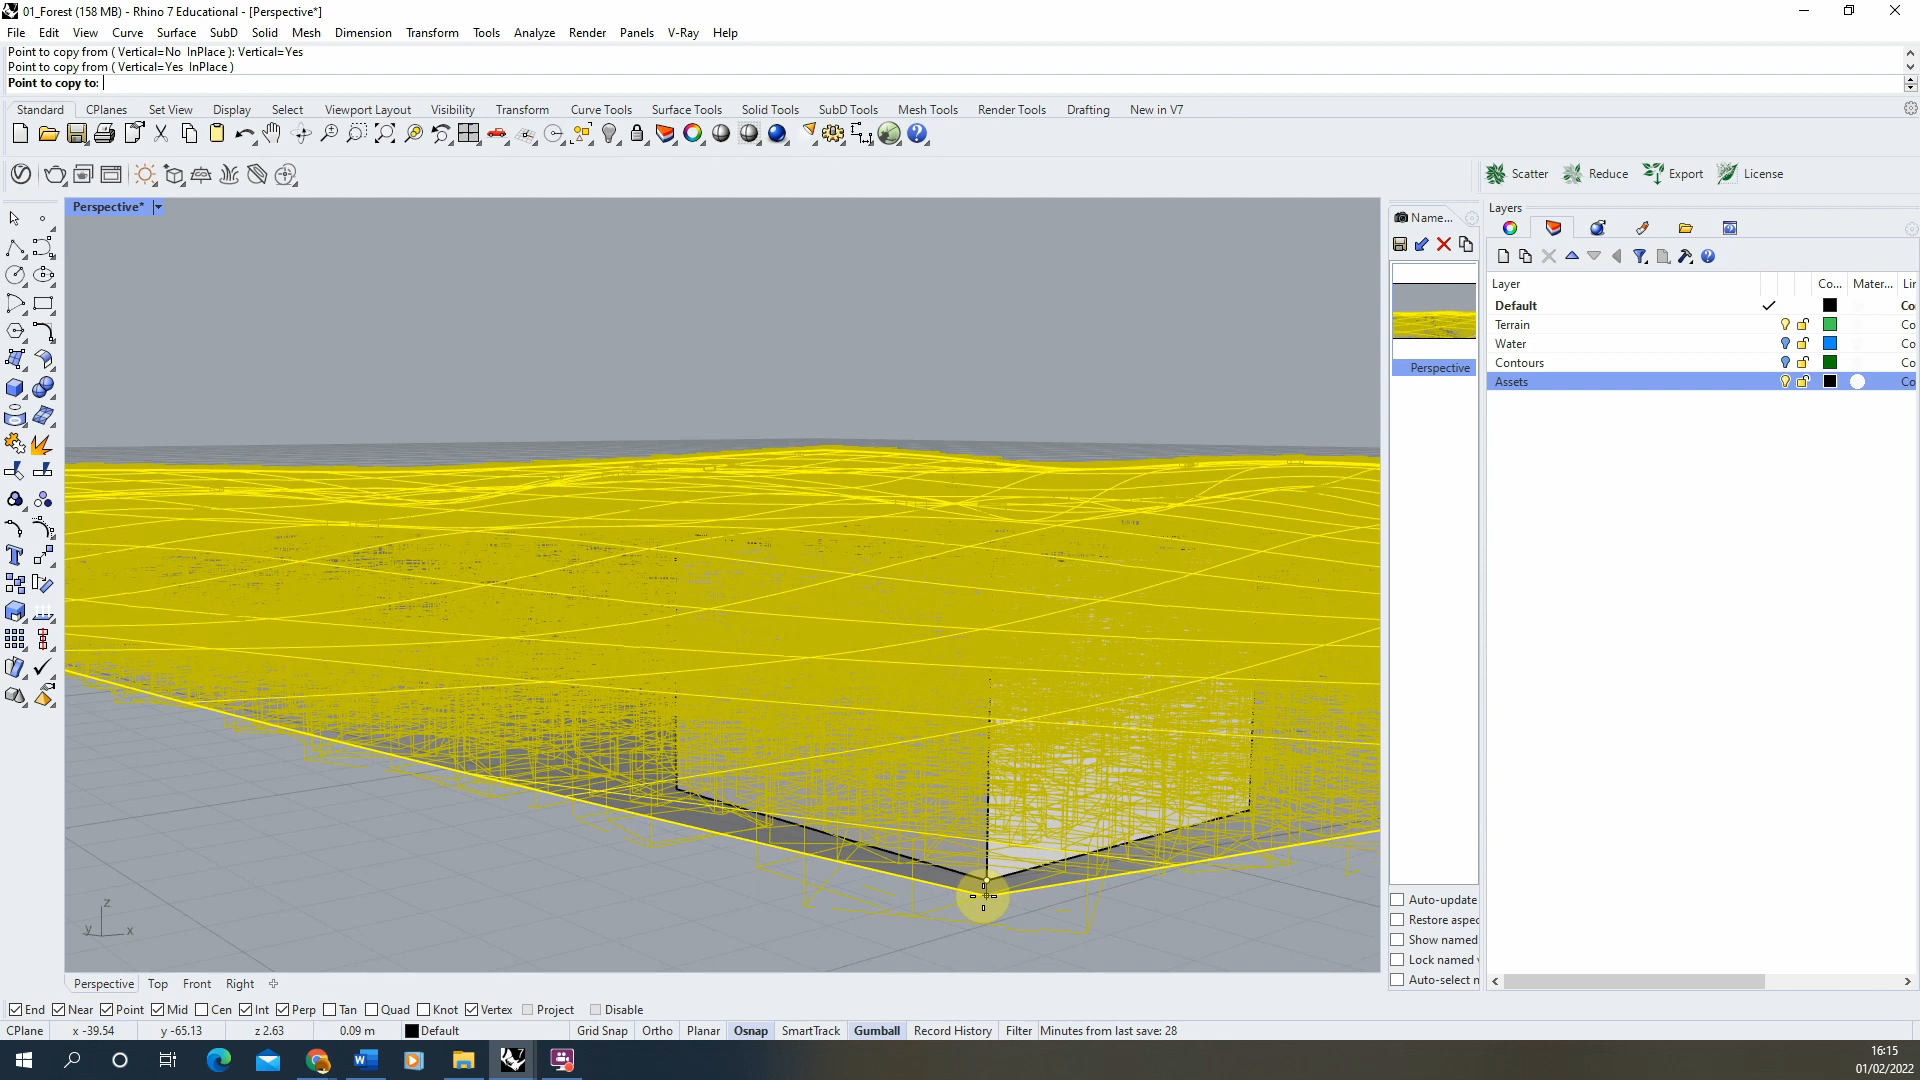 01_Forest (158 MB) - Rhino 7 Educational - [Perspective*]
File Edit View Curve Surface SubD Solid Mesh Dimension Transform Tools Analyze Render Panels V-Ray Help
Point to copy from ( Vertical=No InPlace ): Vertical=Yes
Point to copy from ( Vertical=Yes InPlace )
Point to copy to:
Standard CPlanes Set View Display Select Viewport Layout Visibility Transform Curve Tools Surface Tools Solid Tools SubD Tools Mesh Tools Render Tools Drafting New in V7
Scatter Reduce Export License
Perspective*
Name...
Layers
Layer Co... Mater... Lir
Default Co
Terrain Co
Water Co
Contours Co
Assets Co
Perspective
z
y x
Auto-update
Restore aspec
Show named
Lock named v
Auto-select n
Perspective Top Front Right
End Near Point Mid Cen Int Perp Tan Quad Knot Vertex Project Disable
CPlane x -39.54 y -65.13 z 2.63 0.09 m Default Grid Snap Ortho Planar Osnap SmartTrack Gumball Record History Filter Minutes from last save: 28
16:15
01/02/2022